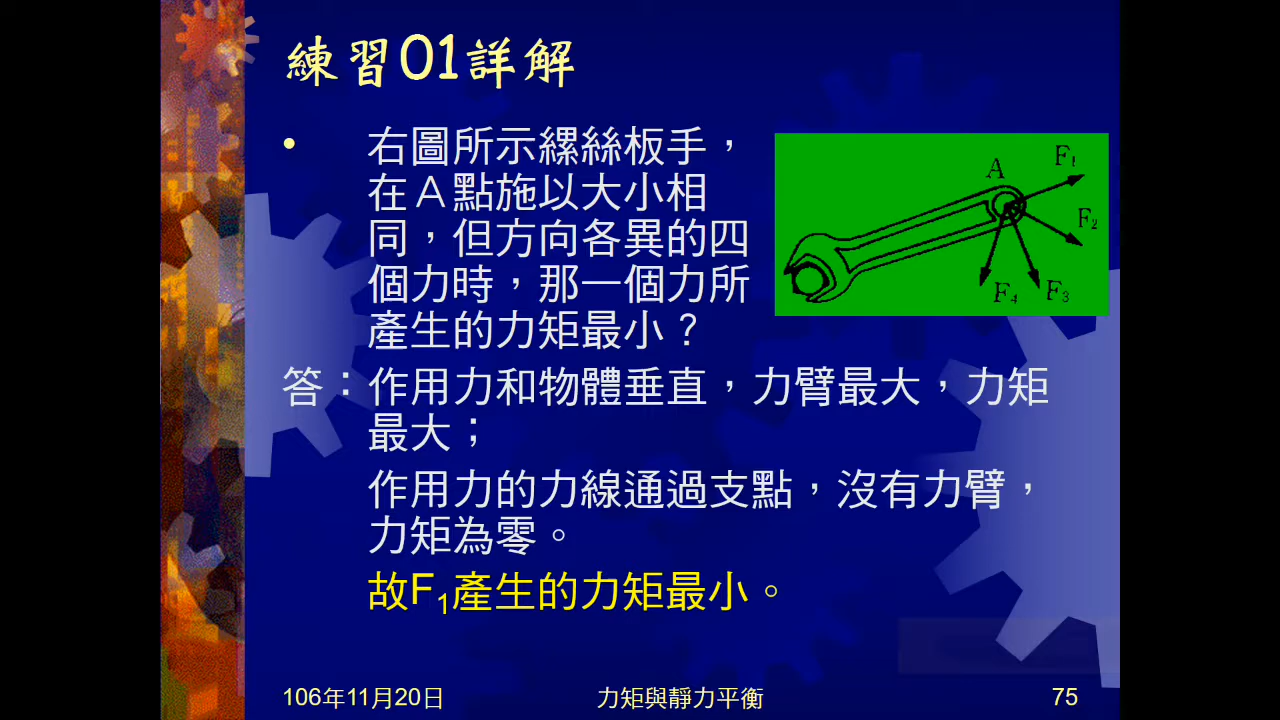 練習01詳解
• 右圖所示縲絲板手，
在Ａ點施以大小相
同，但方向各異的四
個力時，那一個力所
產生的力矩最小？
A
F₁
F₂
F₃
F₄
答：作用力和物體垂直，力臂最大，力矩
最大；
作用力的力線通過支點，沒有力臂，
力矩為零。
故F₁產生的力矩最小。
106年11月20日
力矩與靜力平衡
75